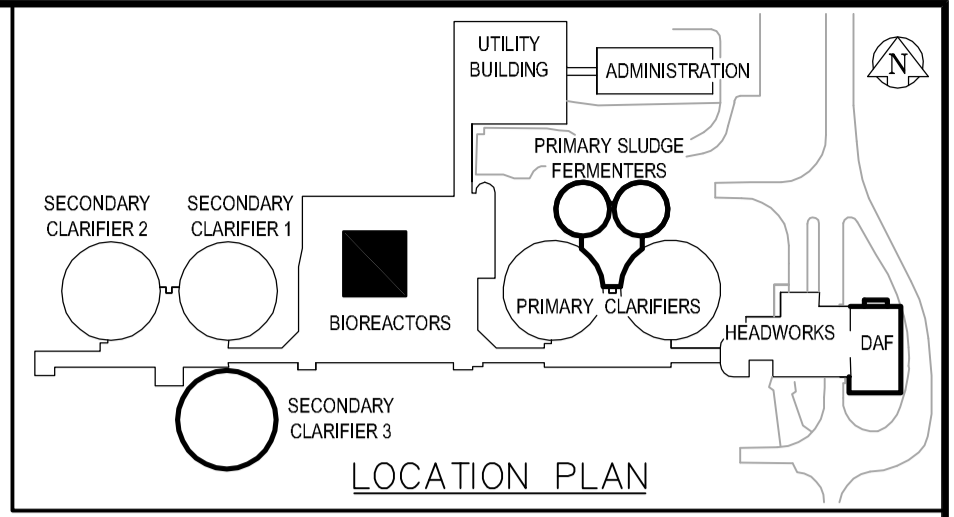 UTILITY
BUILDING
ADMINISTRATION
N
PRIMARY SLUDGE
FERMENTERS
SECONDARY
CLARIFIER 2
SECONDARY
CLARIFIER 1
BIOREACTORS
PRIMARY CLARIFIERS
HEADWORKS
DAF
SECONDARY
CLARIFIER 3
LOCATION PLAN